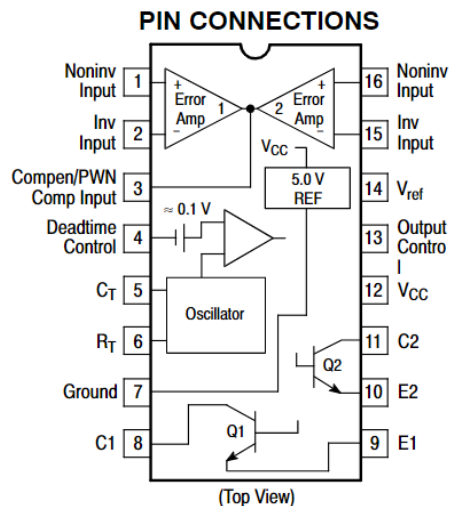 PIN CONNECTIONS
Noninv
Input
1
+
Error
Amp
1
-
Inv
Input
2
2
+
Error
Amp
-
16
Noninv
Input
15
Inv
Input
Compen/PWN
Comp Input
3
VCC
5.0 V
REF
14
Vref
Deadtime
Control
4
≈ 0.1 V
13
Output
Contro
l
CT
5
Oscillator
12
VCC
RT
6
11
C2
Q2
Ground
7
10
E2
C1
8
Q1
9
E1
(Top View)